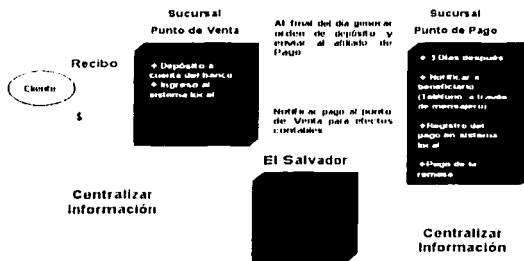 Sucursal
Punto de Venta
Al final del día generar
orden de depósito y
enviar al afiliado de
Pago
Sucursal
Punto de Pago
Recibo
Cliente
$
Depósito a
cuenta del banco
Ingreso al
sistema local
Notificar pago al punto
de Venta para efectos
contables
3 Días después
Notificar a
beneficiario
(Teléfono a través
de mensajero)
Registro del
pago en sistema
local
Pago de la
remesa
El Salvador
Centralizar
Información
Centralizar
Información